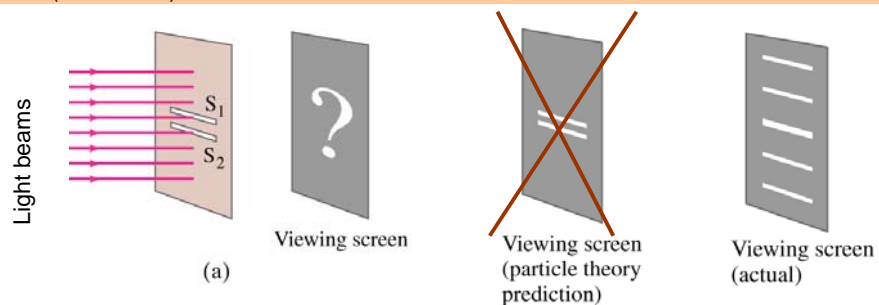 Light beams
S1
S2
?
(a)
Viewing screen
Viewing screen
(particle theory
prediction)
Viewing screen
(actual)